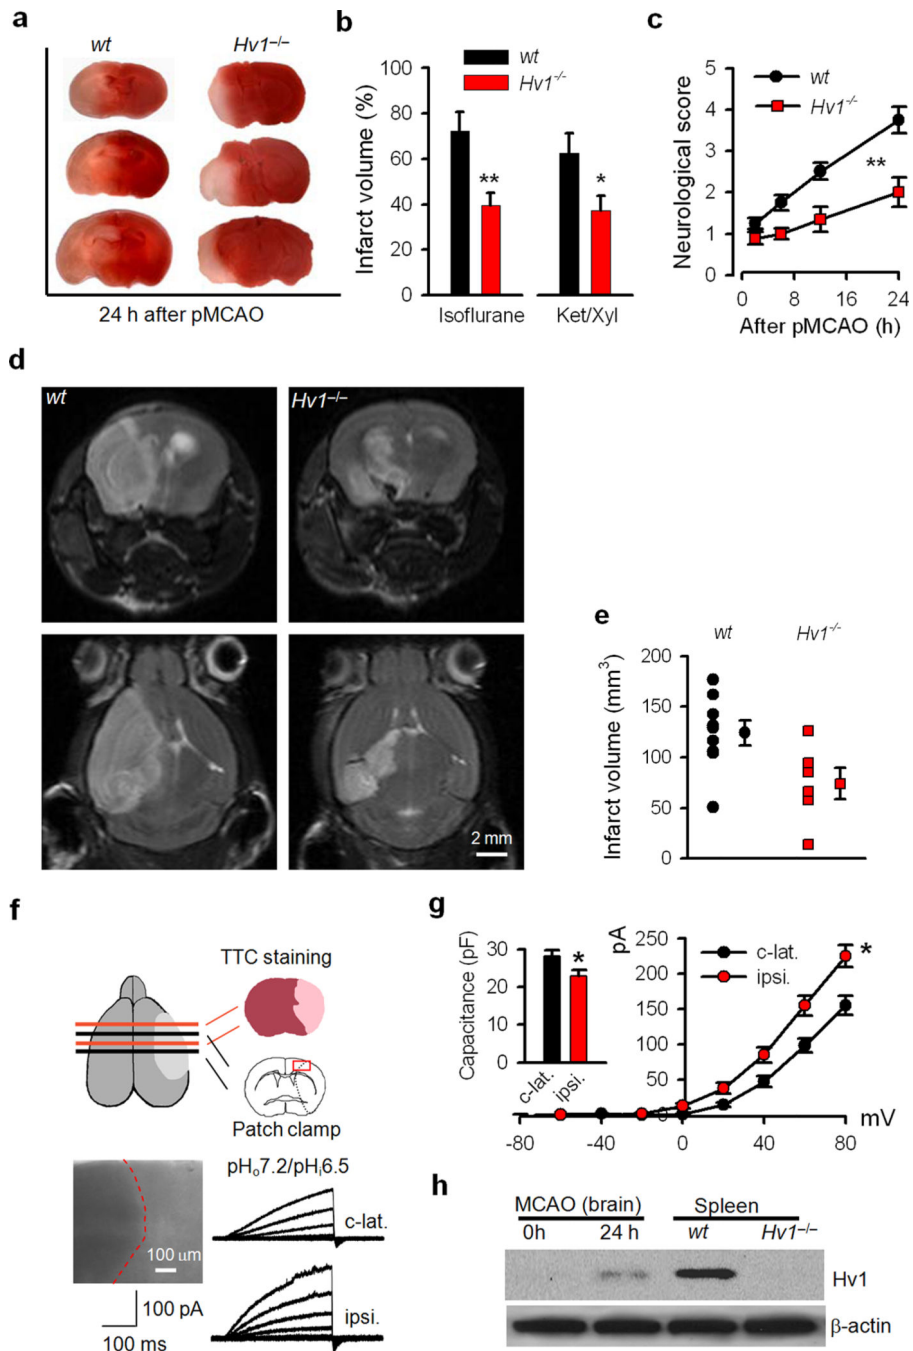 a
wt Hv1–/–
24 h after pMCAO
b
wt
Hv1-/-
Infarct volume (%)
100
80
60
40
20
0
** *
Isoflurane Ket/Xyl
c
wt
Hv1-/-
Neurological score
5
4
3
2
1
0
**
0 8 16 24
After pMCAO (h)
d
wt Hv1–/–
2 mm
e
wt Hv1-/-
Infarct volume (mm3)
200
150
100
50
0
f
TTC staining
Patch clamp
pHo7.2/pHi6.5
c-lat.
100 um
100 pA
100 ms
ipsi.
g
Capacitance (pF)
30
20
10
0
*
c-lat. ipsi.
pA
c-lat.
ipsi.
250
200
150
100
50
0
*
-80 -40 0 40 80
mV
h
MCAO (brain) Spleen
0h 24 h wt Hv1–/–
Hv1
β-actin